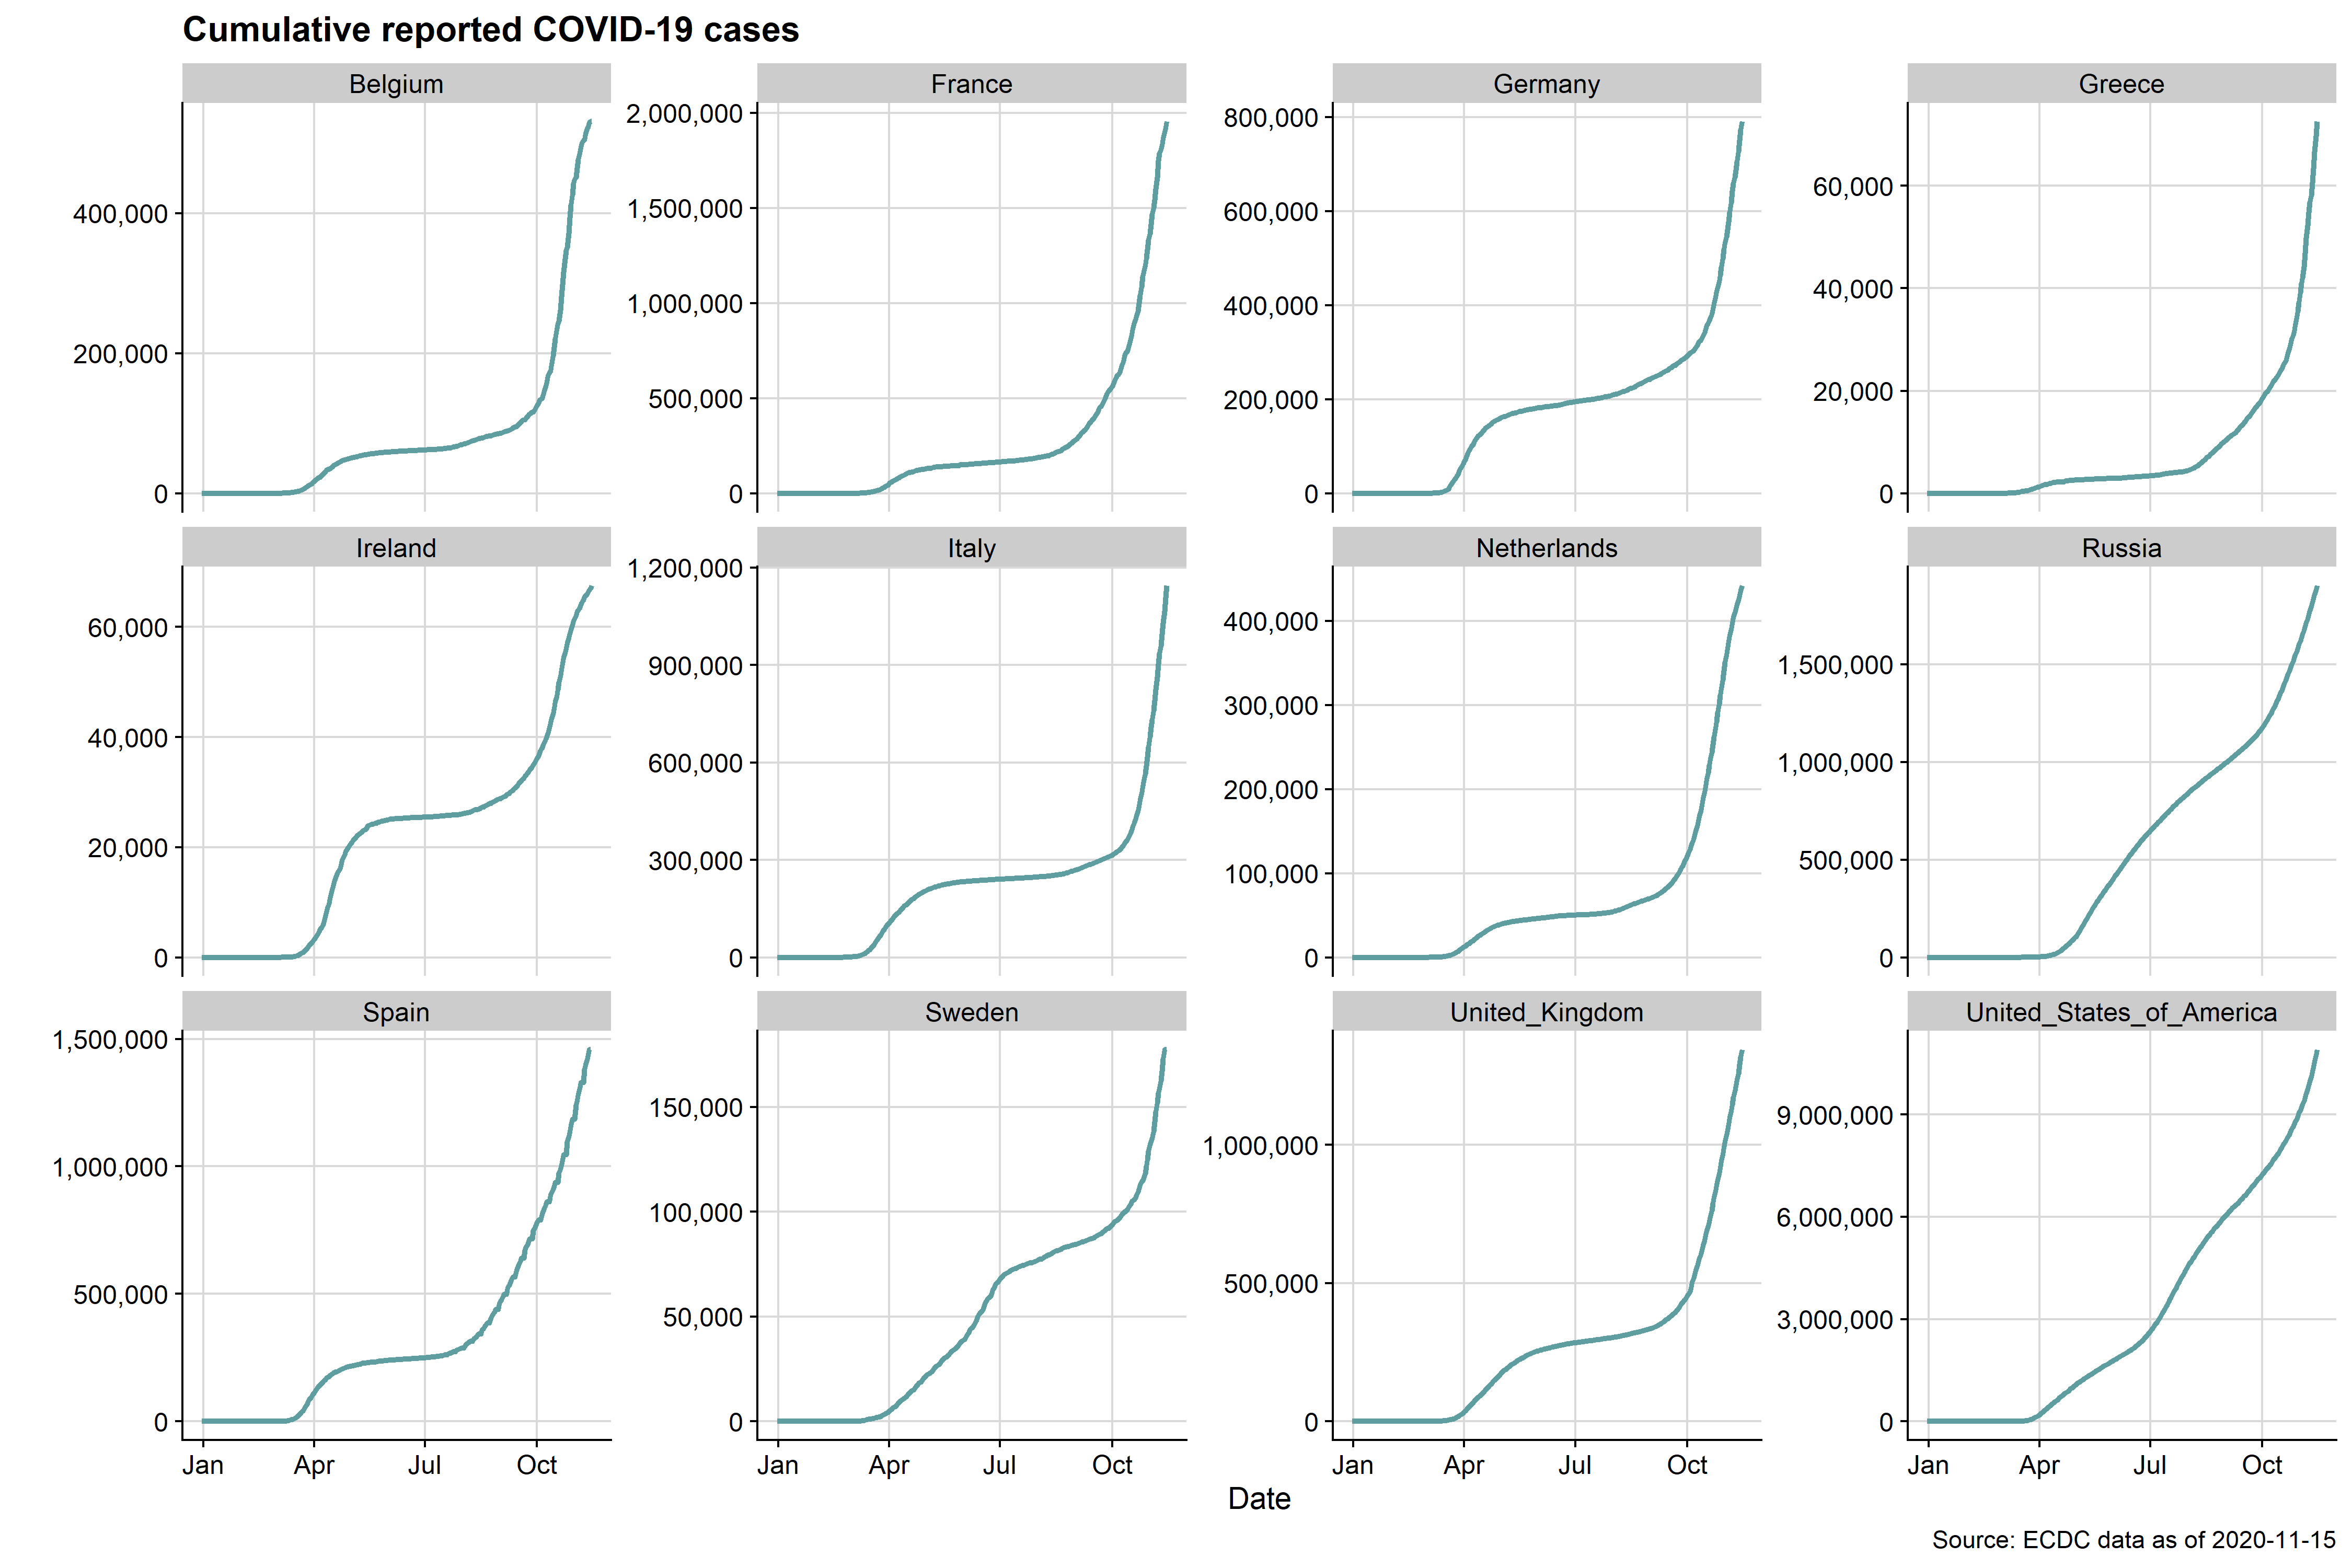 Cumulative reported COVID-19 cases
Belgium
France
Germany
Greece
400,000
200,000
0
2,000,000
1,500,000
1,000,000
500,000
0
800,000
600,000
400,000
200,000
0
60,000
40,000
20,000
0
Ireland
Italy
Netherlands
Russia
60,000
40,000
20,000
0
1,200,000
900,000
600,000
300,000
0
400,000
300,000
200,000
100,000
0
1,500,000
1,000,000
500,000
0
Spain
Sweden
United_Kingdom
United_States_of_America
1,500,000
1,000,000
500,000
0
150,000
100,000
50,000
0
1,000,000
500,000
0
9,000,000
6,000,000
3,000,000
0
Jan Apr Jul Oct
Jan Apr Jul Oct
Jan Apr Jul Oct
Jan Apr Jul Oct
Date
Source: ECDC data as of 2020-11-15